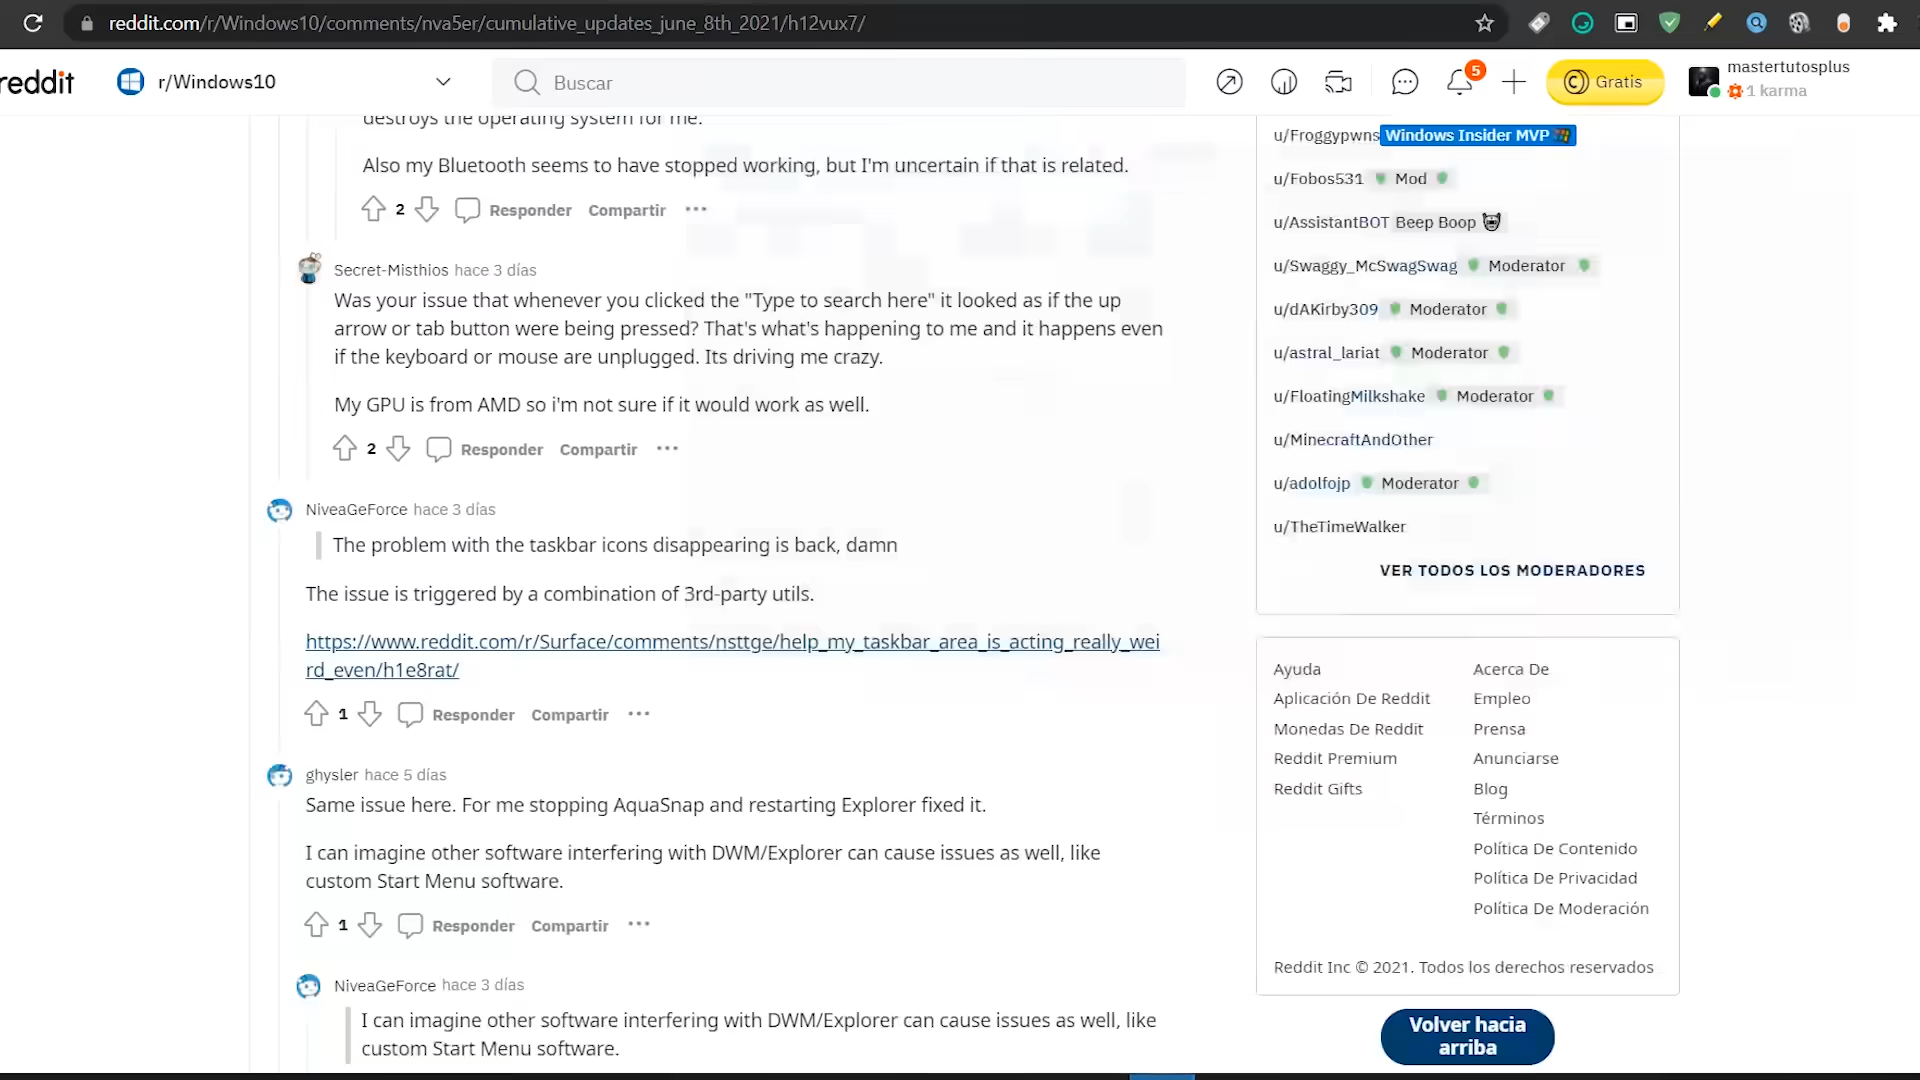 reddit.com/r/Windows10/comments/nva5er/cumulative_updates_june_8th_2021/h12vux7/
reddit
r/Windows10
Buscar
5
Gratis
mastertutosplus
1 karma
destroys the operating system for me.
Also my Bluetooth seems to have stopped working, but I'm uncertain if that is related.
2
Responder
Compartir
Secret-Misthios hace 3 días
Was your issue that whenever you clicked the "Type to search here" it looked as if the up
arrow or tab button were being pressed? That's what's happening to me and it happens even
if the keyboard or mouse are unplugged. Its driving me crazy.
My GPU is from AMD so i'm not sure if it would work as well.
2
Responder
Compartir
NiveaGeForce hace 3 días
The problem with the taskbar icons disappearing is back, damn
The issue is triggered by a combination of 3rd-party utils.
https://www.reddit.com/r/Surface/comments/nsttge/help_my_taskbar_area_is_acting_really_wei
rd_even/h1e8rat/
1
Responder
Compartir
ghysler hace 5 días
Same issue here. For me stopping AquaSnap and restarting Explorer fixed it.
I can imagine other software interfering with DWM/Explorer can cause issues as well, like
custom Start Menu software.
1
Responder
Compartir
NiveaGeForce hace 3 días
I can imagine other software interfering with DWM/Explorer can cause issues as well, like
custom Start Menu software.
u/Froggypwns Windows Insider MVP
u/Fobos531 Mod
u/AssistantBOT Beep Boop
u/Swaggy_McSwagSwag Moderator
u/dAKirby309 Moderator
u/astral_lariat Moderator
u/FloatingMilkshake Moderator
u/MinecraftAndOther
u/adolfojp Moderator
u/TheTimeWalker
VER TODOS LOS MODERADORES
Ayuda
Aplicación De Reddit
Monedas De Reddit
Reddit Premium
Reddit Gifts
Acerca De
Empleo
Prensa
Anunciarse
Blog
Términos
Política De Contenido
Política De Privacidad
Política De Moderación
Reddit Inc © 2021. Todos los derechos reservados
Volver hacia
arriba